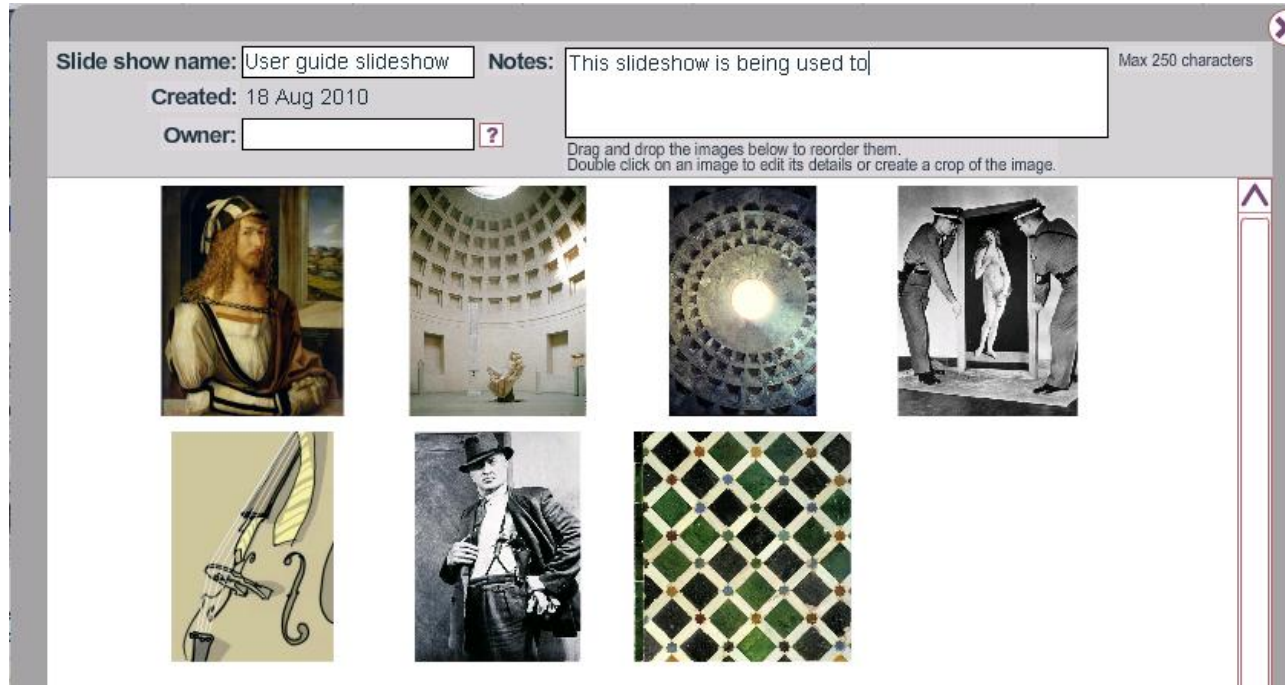 Slide show name: User guide slideshow
Notes: This slideshow is being used to
Max 250 characters
Created: 18 Aug 2010
Owner: ?
Drag and drop the images below to reorder them.
Double click on an image to edit its details or create a crop of the image.